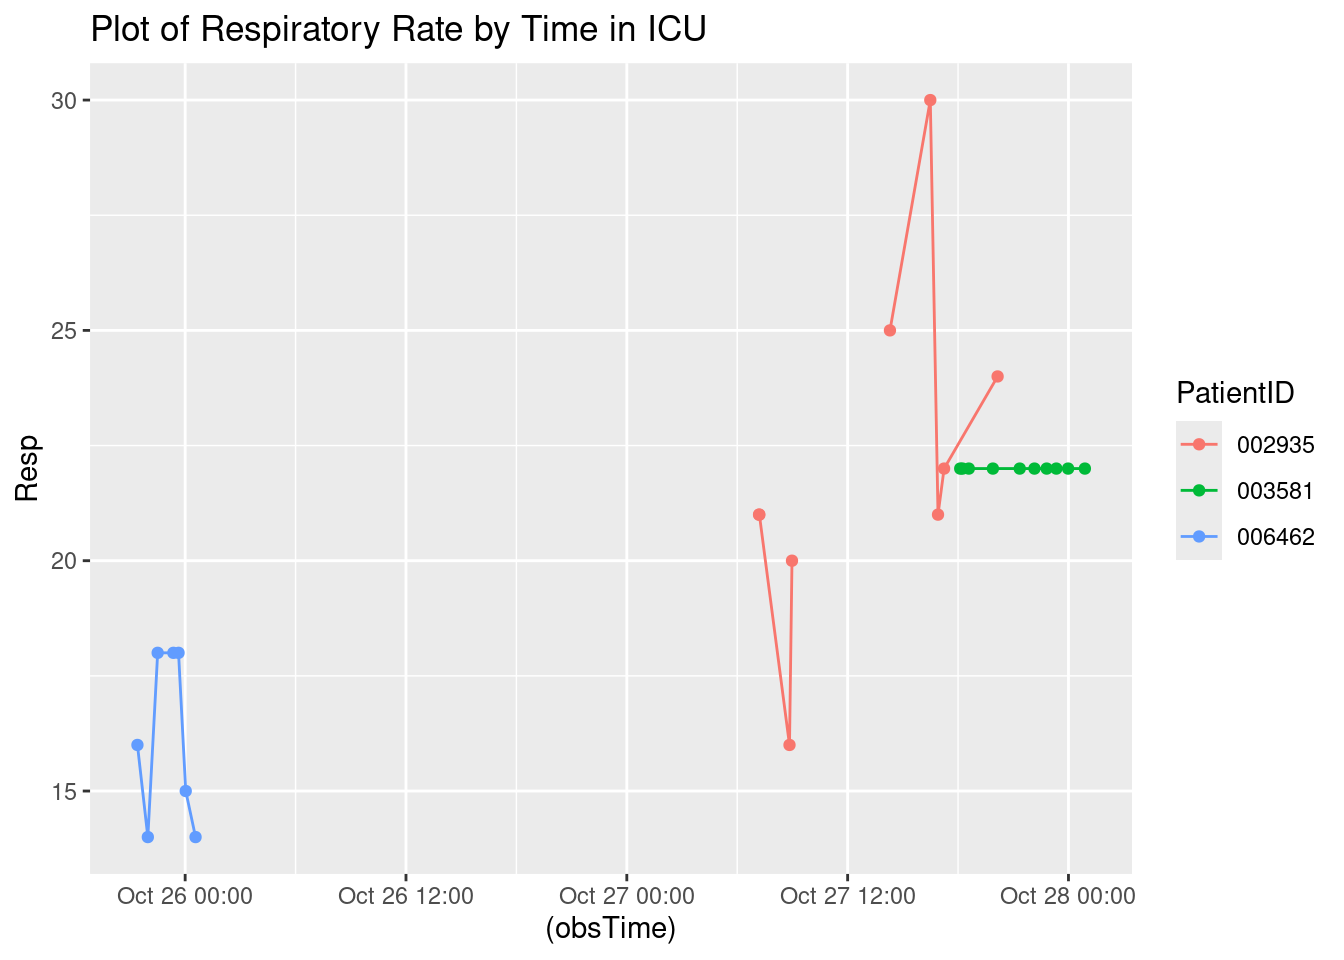 Plot of Respiratory Rate by Time in ICU
30
25
20
15
Resp
Oct 26 00:00
Oct 26 12:00
Oct 27 00:00
Oct 27 12:00
Oct 28 00:00
(obsTime)
PatientID
002935
003581
006462